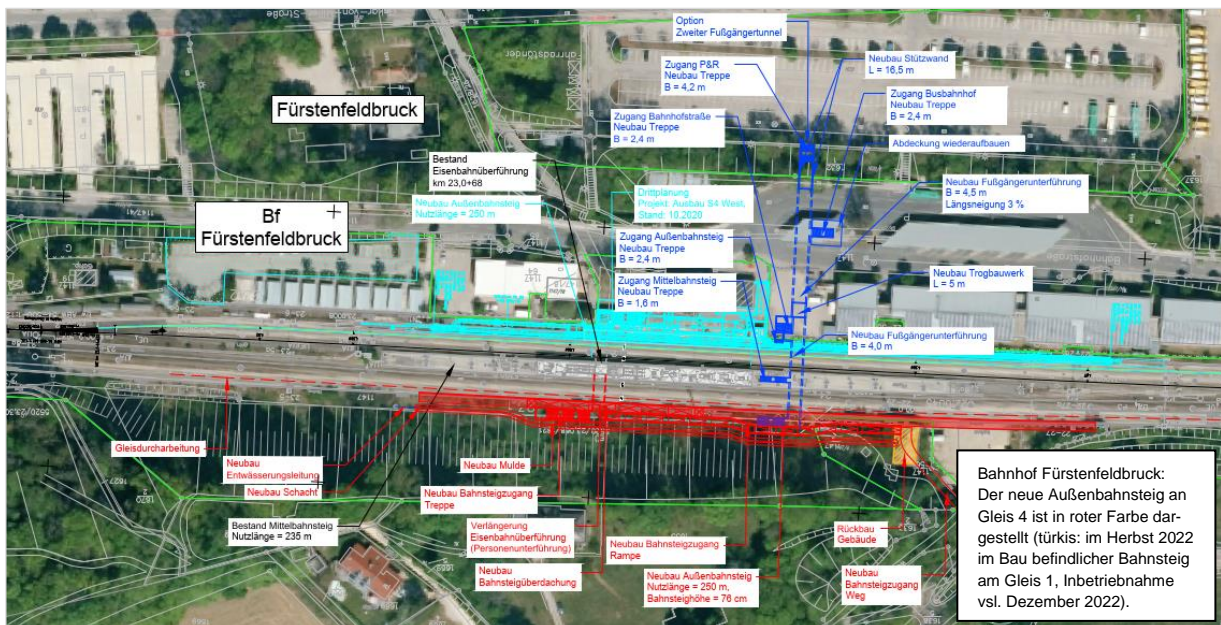 Option
Zweiter Fußgängertunnel
Zugang P&R
Neubau Treppe
B = 4,2 m
Neubau Stützwand
L = 16,5 m
Fürstenfeldbruck
Zugang Busbahnhof
Neubau Treppe
B = 2,4 m
Zugang Bahnhofstraße
Neubau Treppe
B = 2,4 m
Abdeckung wiederaufbauen
Bestand
Eisenbahnüberführung
km 23,0+68
Drittplanung
Projekt: Ausbau S4 West,
Stand: 10.2020
Neubau Fußgängerunterführung
B = 4,5 m
Längsneigung 3 %
Neubau Außenbahnsteig
Nutzlänge = 250 m
Bf
Fürstenfeldbruck
Zugang Außenbahnsteig
Neubau Treppe
B = 2,4 m
Bahnhofstraße
Zugang Mittelbahnsteig
Neubau Treppe
B = 1,6 m
Neubau Trogbauwerk
L = 5 m
Neubau Fußgängerunterführung
B = 4,0 m
Gleisdurcharbeitung
Neubau
Entwässerungsleitung
Neubau Schacht
Neubau Mulde
Neubau Bahnsteigzugang
Treppe
Bestand Mittelbahnsteig
Nutzlänge = 235 m
Verlängerung
Eisenbahnüberführung
(Personenunterführung)
Neubau
Bahnsteigüberdachung
Neubau Bahnsteigzugang
Rampe
Neubau Außenbahnsteig
Nutzlänge = 250 m,
Bahnsteighöhe = 76 cm
Rückbau
Gebäude
Neubau
Bahnsteigzugang
Weg
Bahnhof Fürstenfeldbruck:
Der neue Außenbahnsteig an
Gleis 4 ist in roter Farbe dar-
gestellt (türkis: im Herbst 2022
im Bau befindlicher Bahnsteig
am Gleis 1, Inbetriebnahme
vsl. Dezember 2022).